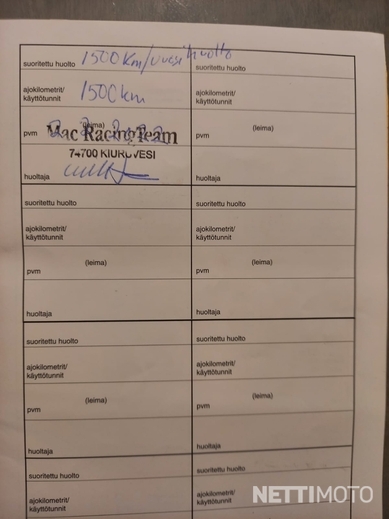 suoritettu huolto 1500 km/vuosihuolto suoritettu huolto
ajokilometrit/ 1500 km ajokilometrit/
käyttötunnit käyttötunnit
pvm (leima) pvm (leima)
Mac Racing Team
74700 KIURUVESI
huoltaja huoltaja
suoritettu huolto suoritettu huolto
ajokilometrit/ ajokilometrit/
käyttötunnit käyttötunnit
pvm (leima) pvm (leima)
huoltaja huoltaja
suoritettu huolto suoritettu huolto
ajokilometrit/ ajokilometrit/
käyttötunnit käyttötunnit
pvm (leima) pvm (leima)
huoltaja huoltaja
suoritettu huolto suoritettu huolto
ajokilometrit/ ajokilometrit/
käyttötunnit käyttötunnit
NETTIMOTO